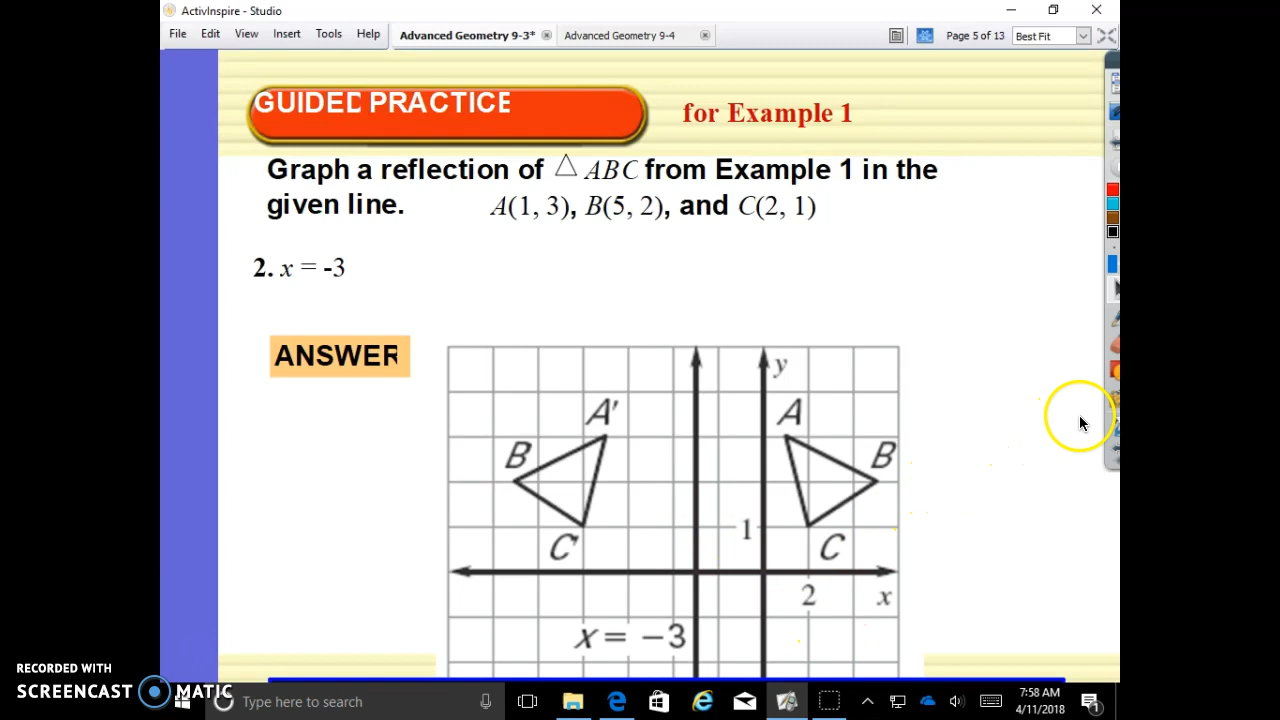 ActivInspire - Studio
File Edit View Insert Tools Help
Advanced Geometry 9-3* Advanced Geometry 9-4
Page 5 of 13 Best Fit
GUIDED PRACTICE
for Example 1
Graph a reflection of △ ABC from Example 1 in the
given line. A(1, 3), B(5, 2), and C(2, 1)
2. x = -3
ANSWER
y
A' A
B B
1
C' C
2 x
x = −3
RECORDED WITH
SCREENCAST MATIC
Type here to search
7:58 AM
4/11/2018
1